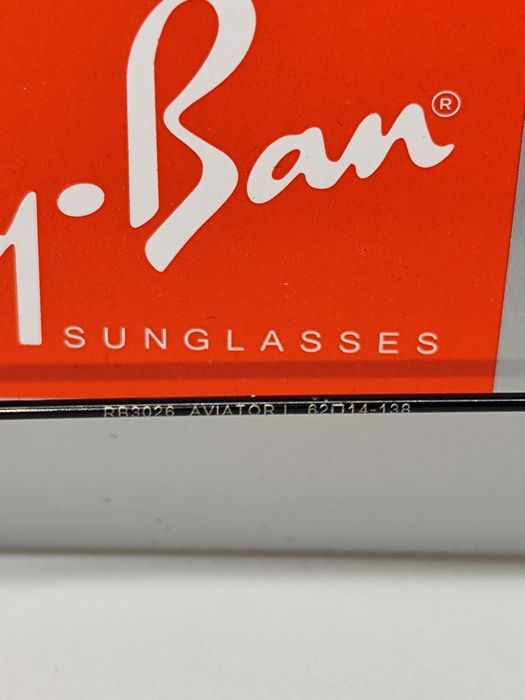 y•Ban®
SUNGLASSES
RB3026 AVIATOR L 62□14-138